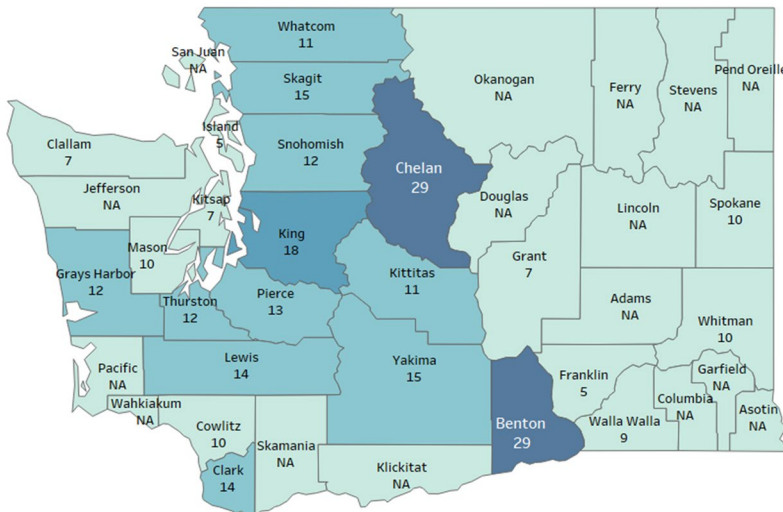 Whatcom
11
San Juan
NA
Skagit
15
Okanogan
NA
Ferry
NA
Stevens
NA
Pend Oreille
NA
Island
5
Snohomish
12
Clallam
7
Chelan
29
Jefferson
NA
Kitsap
7
Douglas
NA
Lincoln
NA
Spokane
10
King
18
Mason
10
Grays Harbor
12
Kittitas
11
Grant
7
Thurston
12
Pierce
13
Adams
NA
Whitman
10
Lewis
14
Yakima
15
Pacific
NA
Franklin
5
Garfield
NA
Wahkiakum
NA
Columbia
NA
Asotin
NA
Cowlitz
10
Benton
29
Walla Walla
9
Skamania
NA
Clark
14
Klickitat
NA